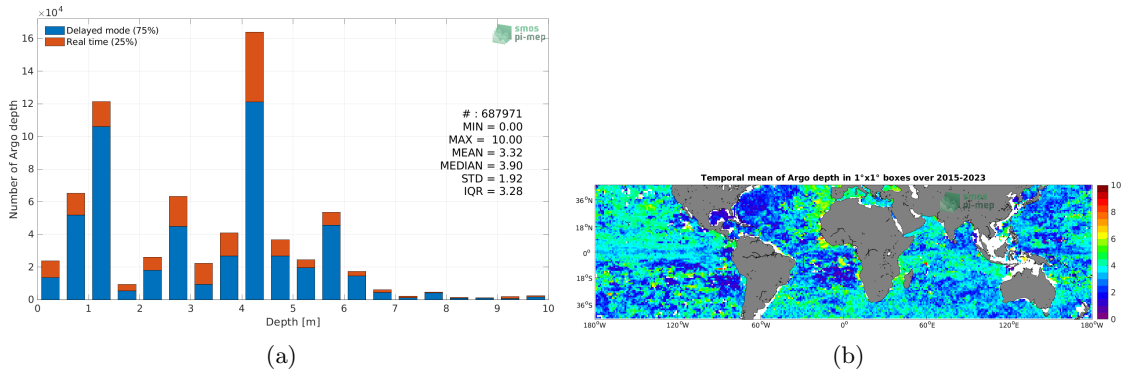 ×10⁴
16
14
12
10
8
6
4
2
0
Number of Argo depth
Delayed mode (75%)
Real time (25%)
smos
pi-mep
# : 687971
MIN = 0.00
MAX = 10.00
MEAN = 3.32
MEDIAN = 3.90
STD = 1.92
IQR = 3.28
0 1 2 3 4 5 6 7 8 9 10
Depth [m]
(a)
Temporal mean of Argo depth in 1°x1° boxes over 2015-2023
smos
pi-mep
36°N
18°N
0°
18°S
36°S
180°W 120°W 60°W 0° 60°E 120°E 180°W
10
8
6
4
2
0
(b)